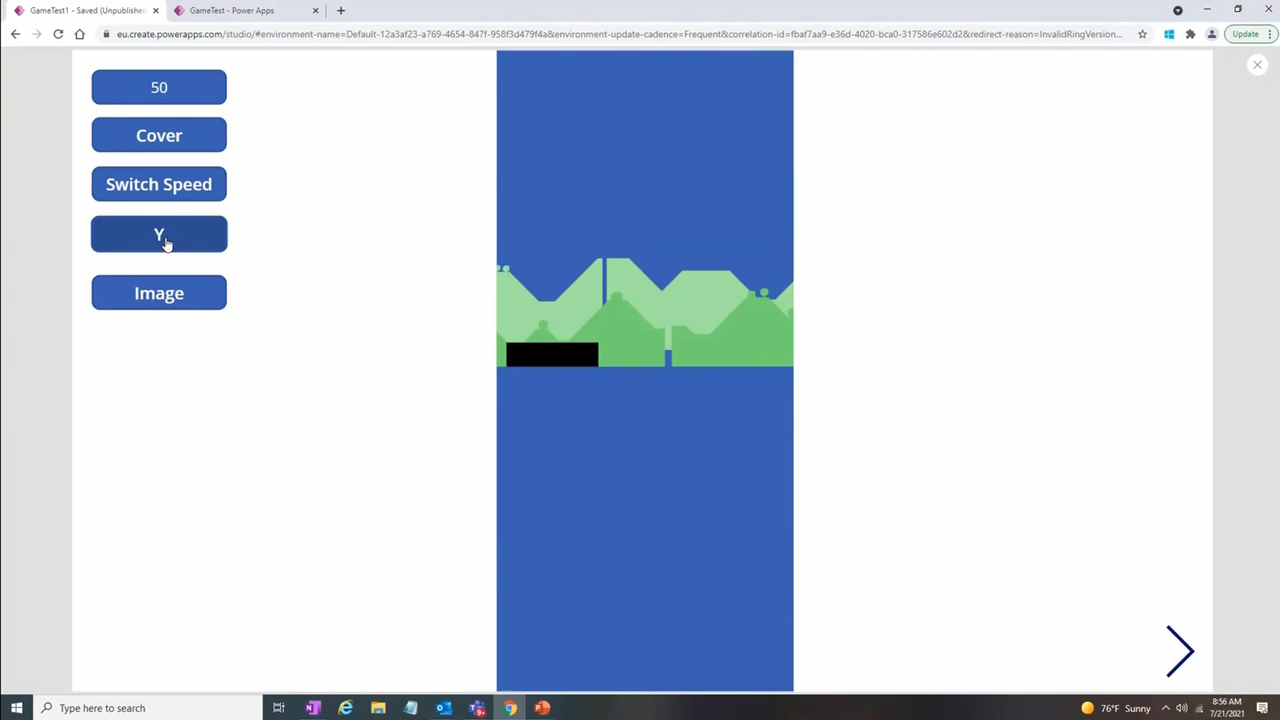 GameTest1 - Saved (Unpublished
GameTest - Power Apps
eu.create.powerapps.com/studio/#environment-name=Default-12a3af23-a769-4654-847f-958f3d479f4a&environment-update-cadence=Frequent&correlation-id=fbaf7aa9-e36d-4020-bca0-317586e602d2&redirect-reason=InvalidRingVersion...
Update
50
Cover
Switch Speed
Y
Image
Type here to search
76°F Sunny
8:56 AM
7/21/2021